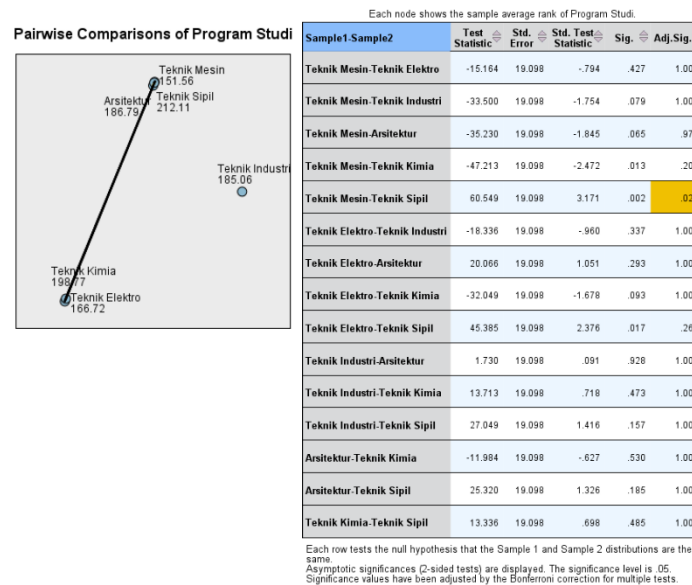 Each node shows the sample average rank of Program Studi.
Pairwise Comparisons of Program Studi
Teknik Mesin
151.56
Arsitektur
186.79
Teknik Sipil
212.11
Teknik Industri
185.06
Teknik Kimia
198.77
Teknik Elektro
166.72
Sample1-Sample2 Test Statistic Std. Error Std. Test Statistic Sig. Adj.Sig.
Teknik Mesin-Teknik Elektro -15.164 19.098 -.794 .427 1.00
Teknik Mesin-Teknik Industri -33.500 19.098 -1.754 .079 1.00
Teknik Mesin-Arsitektur -35.230 19.098 -1.845 .065 .97
Teknik Mesin-Teknik Kimia -47.213 19.098 -2.472 .013 .20
Teknik Mesin-Teknik Sipil 60.549 19.098 3.171 .002 .02
Teknik Elektro-Teknik Industri -18.336 19.098 -.960 .337 1.00
Teknik Elektro-Arsitektur 20.066 19.098 1.051 .293 1.00
Teknik Elektro-Teknik Kimia -32.049 19.098 -1.678 .093 1.00
Teknik Elektro-Teknik Sipil 45.385 19.098 2.376 .017 .26
Teknik Industri-Arsitektur 1.730 19.098 .091 .928 1.00
Teknik Industri-Teknik Kimia 13.713 19.098 .718 .473 1.00
Teknik Industri-Teknik Sipil 27.049 19.098 1.416 .157 1.00
Arsitektur-Teknik Kimia -11.984 19.098 -.627 .530 1.00
Arsitektur-Teknik Sipil 25.320 19.098 1.326 .185 1.00
Teknik Kimia-Teknik Sipil 13.336 19.098 .698 .485 1.00
Each row tests the null hypothesis that the Sample 1 and Sample 2 distributions are the
same.
Asymptotic significances (2-sided tests) are displayed. The significance level is .05.
Significance values have been adjusted by the Bonferroni correction for multiple tests.